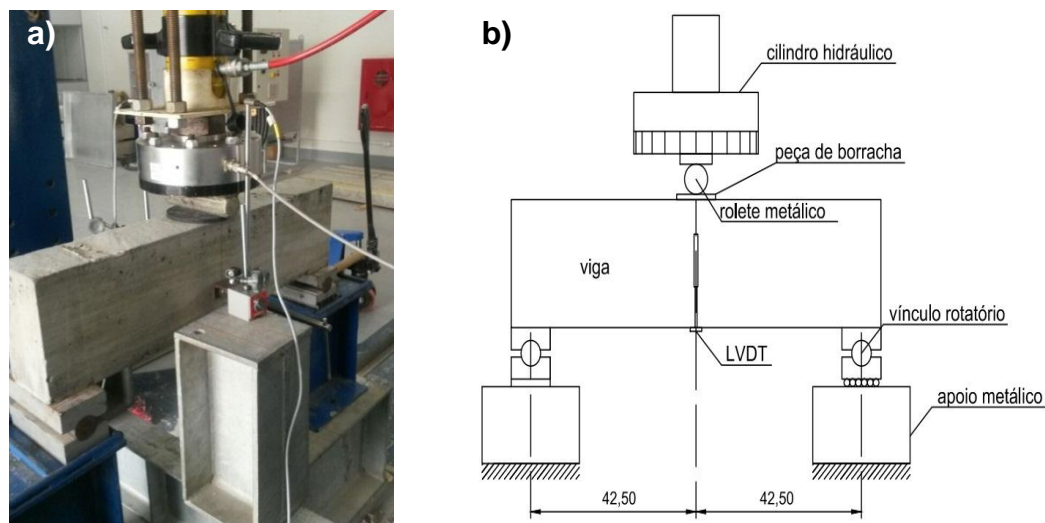 a)
b)
cilindro hidráulico
peça de borracha
rolete metálico
viga
vínculo rotatório
LVDT
apoio metálico
42,50
42,50